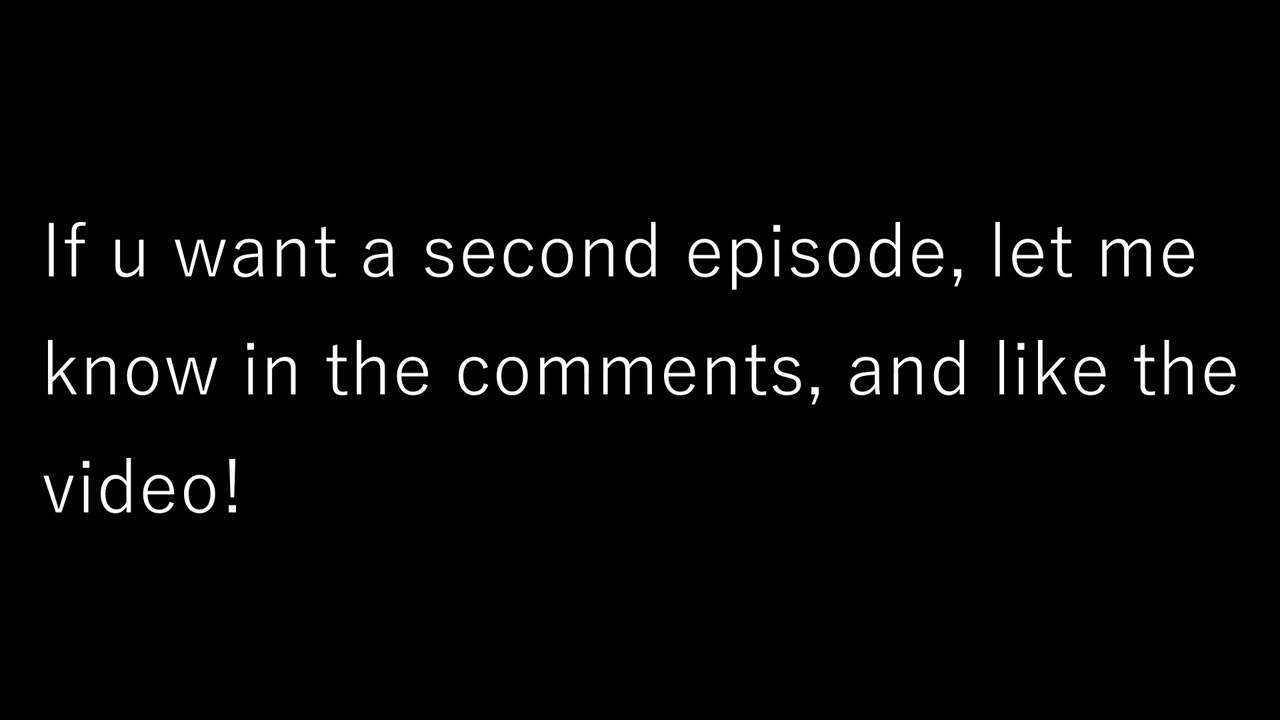 If u want a second episode, let me
know in the comments, and like the
video!